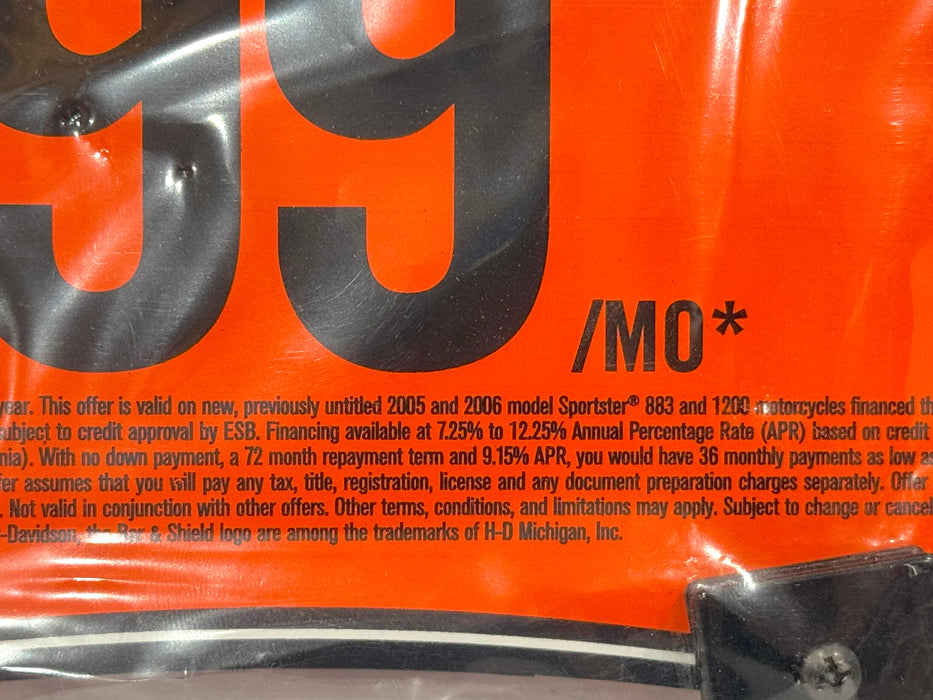 99
/MO*
year. This offer is valid on new, previously untitled 2005 and 2006 model Sportster® 883 and 1200 motorcycles financed
subject to credit approval by ESB. Financing available at 7.25% to 12.25% Annual Percentage Rate (APR) based on credit
nia). With no down payment, a 72 month repayment term and 9.15% APR, you would have 36 monthly payments as low as
fer assumes that you will pay any tax, title, registration, license and any document preparation charges separately. Offer
. Not valid in conjunction with other offers. Other terms, conditions, and limitations may apply. Subject to change or cancel
-Davidson, the Bar & Shield logo are among the trademarks of H-D Michigan, Inc.